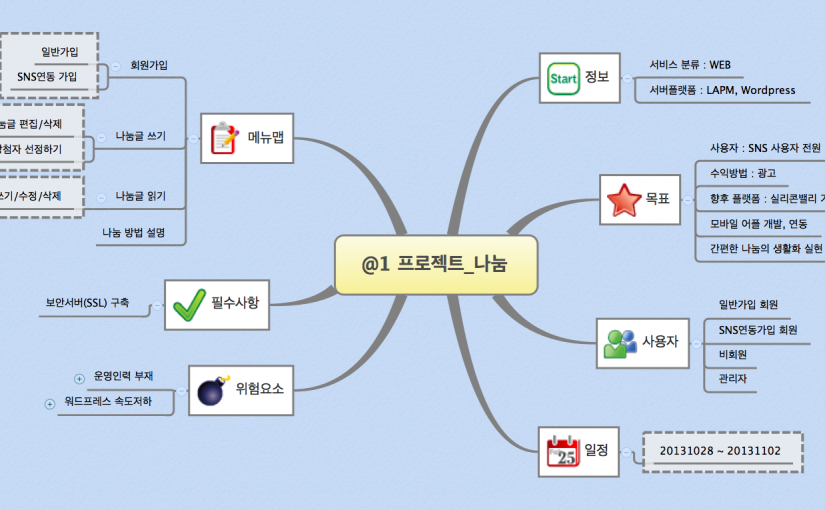 @1 프로젝트_나눔
Start
정보
서비스 분류 : WEB
서버플랫폼 : LAPM, Wordpress
목표
사용자 : SNS 사용자 전원
수익방법 : 광고
향후 플랫폼 : 실리콘밸리
모바일 어플 개발, 연동
간편한 나눔의 생활화 실현
사용자
일반가입 회원
SNS연동가입 회원
비회원
관리자
25
일정
20131028 ~ 20131102
메뉴맵
회원가입
일반가입
SNS연동 가입
나눔글 쓰기
편집/삭제
선정하기
나눔글 읽기
쓰기/수정/삭제
나눔 방법 설명
필수사항
보안서버(SSL) 구축
위험요소
운영인력 부재
워드프레스 속도저하